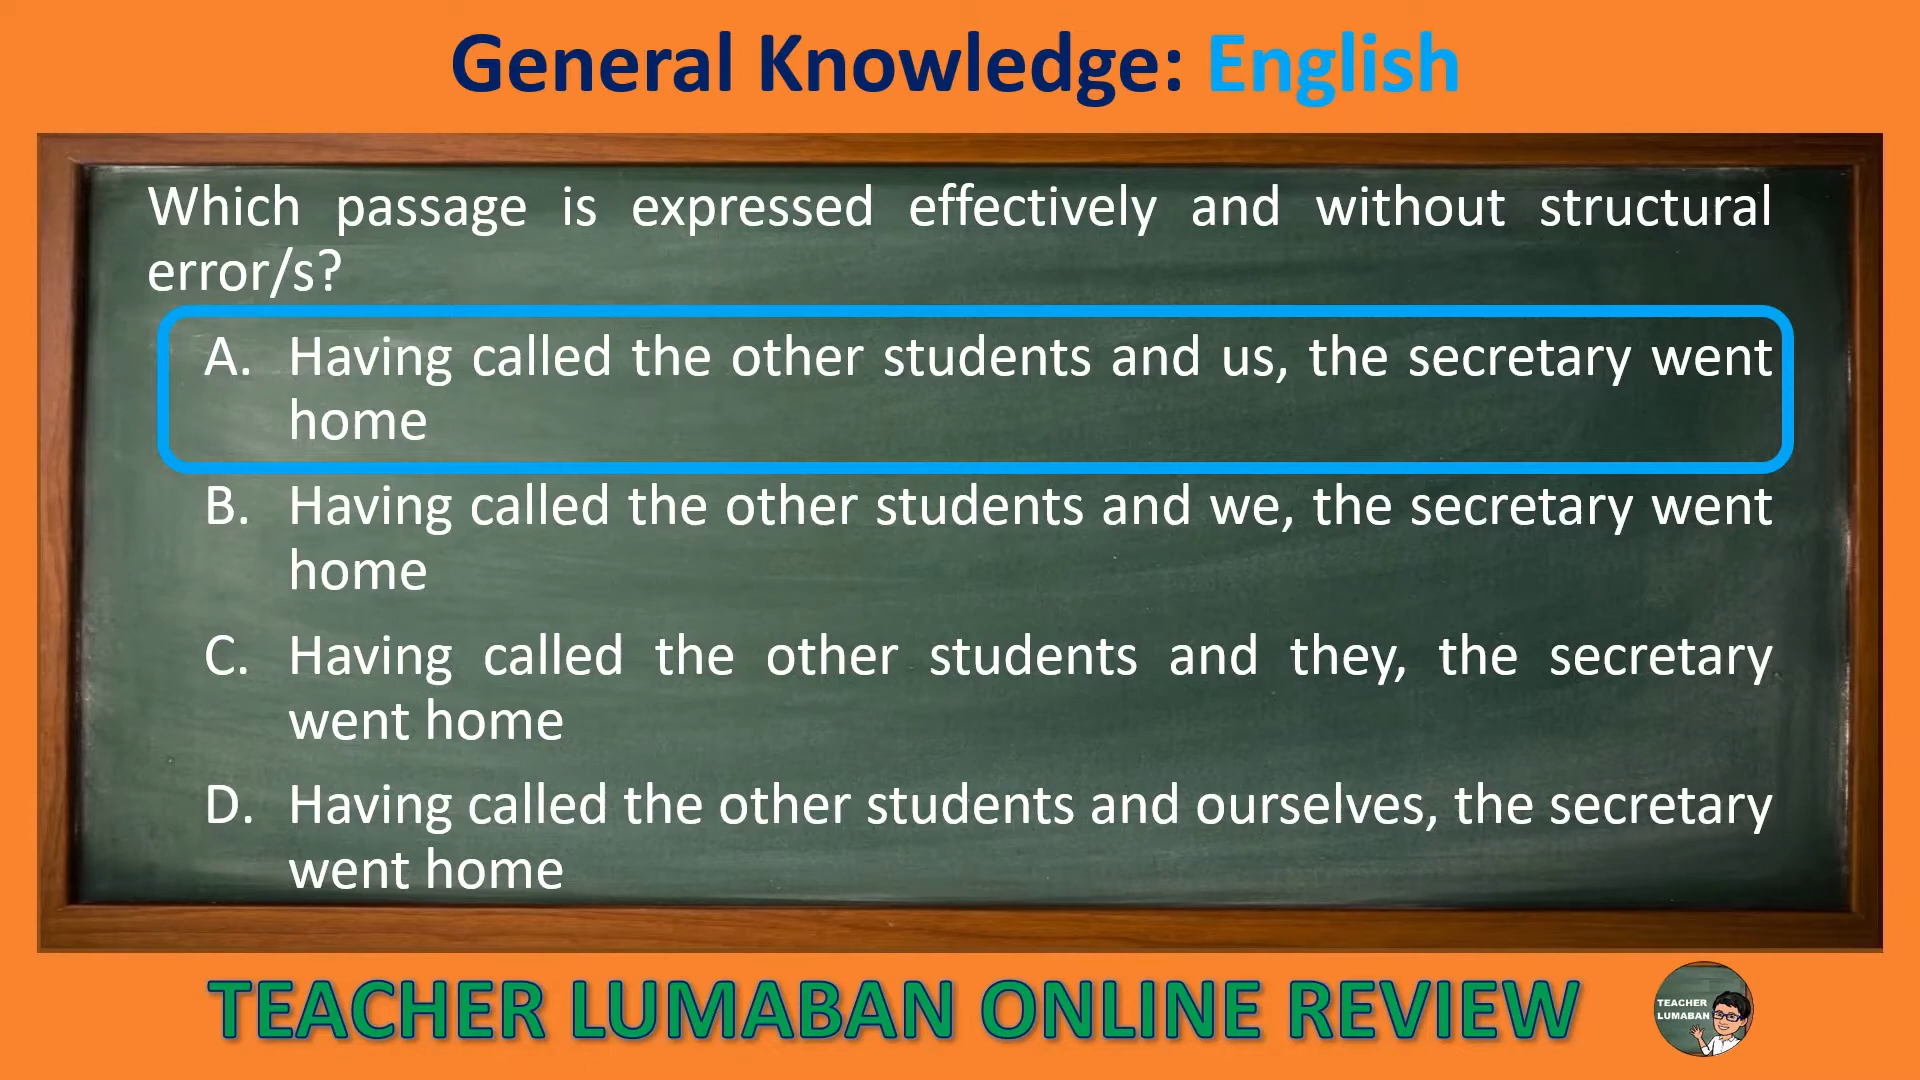 General Knowledge: English
Which passage is expressed effectively and without structural
error/s?
A. Having called the other students and us, the secretary went
home
B. Having called the other students and we, the secretary went
home
C. Having called the other students and they, the secretary
went home
D. Having called the other students and ourselves, the secretary
went home
TEACHER LUMABAN ONLINE REVIEW
TEACHER
LUMABAN